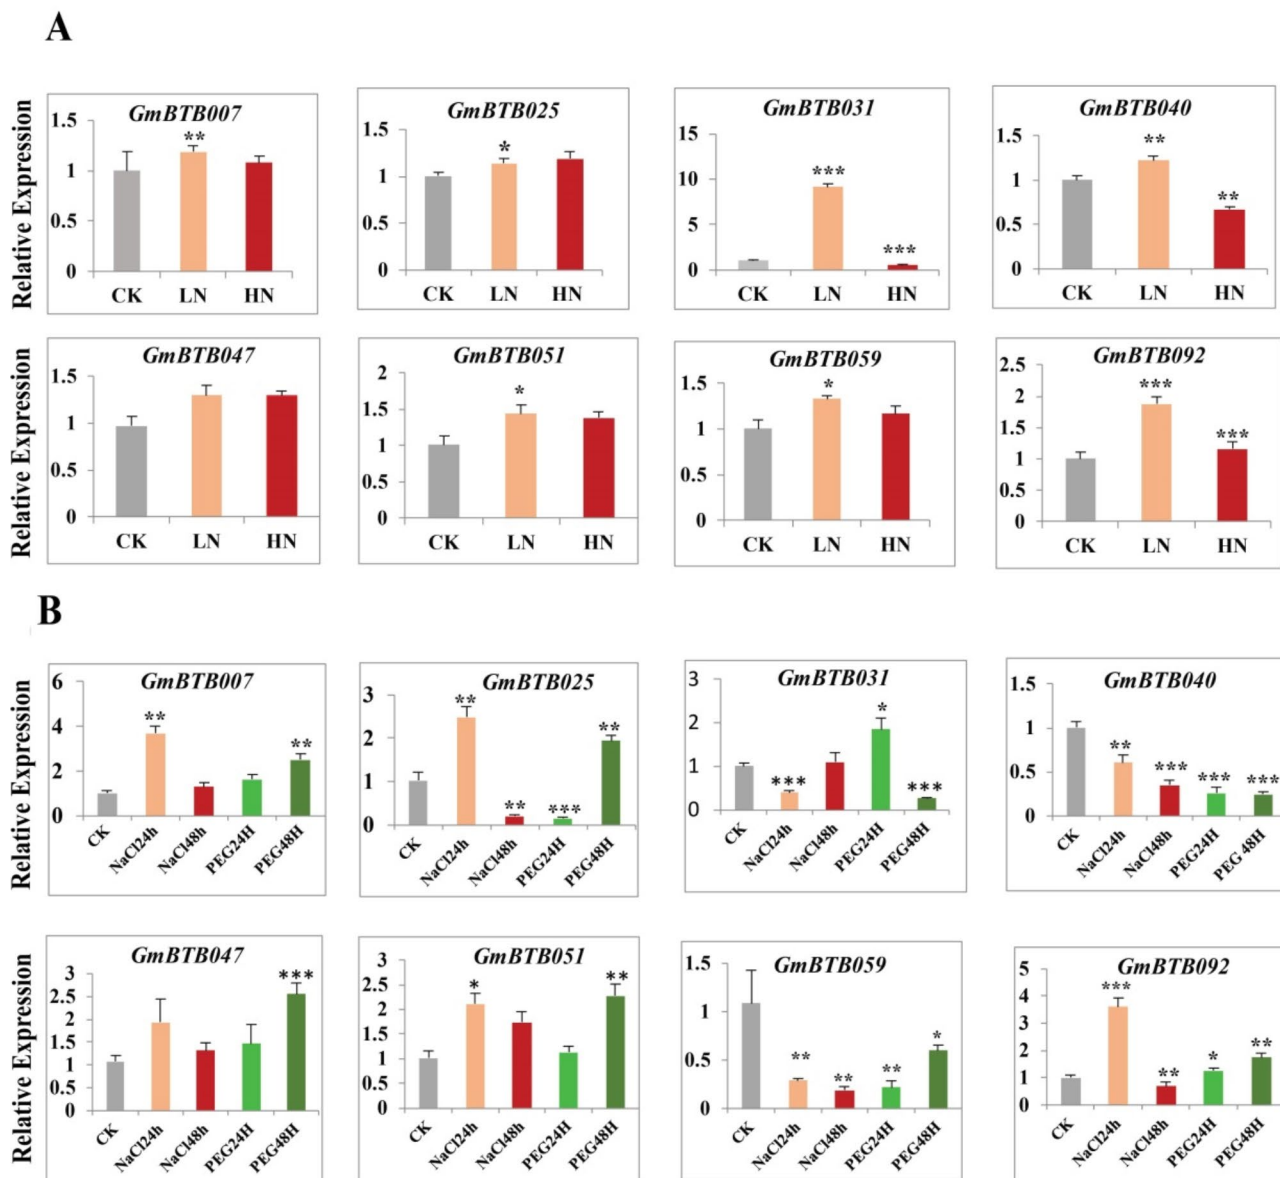 A
Relative Expression
GmBTB007
1.5
**
1
0.5
0
CK LN HN
GmBTB025
1.5
*
1
0.5
0
CK LN HN
GmBTB031
15
***
10
5
***
0
CK LN HN
GmBTB040
1.5
**
1
**
0.5
0
CK LN HN
Relative Expression
GmBTB047
1.5
1
0.5
0
CK LN HN
GmBTB051
2
*
1.5
1
0.5
0
CK LN HN
GmBTB059
1.5
*
1
0.5
0
CK LN HN
GmBTB092
2.5
***
2
1.5
***
1
0.5
0
CK LN HN
B
Relative Expression
GmBTB007
6
4
**
**
2
0
CK NaCl24h NaCl48h PEG24H PEG48H
GmBTB025
3
** **
2
1
** ***
0
CK NaCl24h NaCl48h PEG24H PEG48H
GmBTB031
3
*
2
1
*** ***
0
CK NaCl24h NaCl48h PEG24H PEG48H
GmBTB040
1.5
1
** *** *** ***
0.5
0
CK NaCl24h NaCl48h PEG24H PEG 48H
Relative Expression
GmBTB047
3
***
2.5
2
1.5
1
0.5
0
CK NaCl24h NaCl48h PEG24H PEG48H
GmBTB051
3
* **
2.5
2
1.5
1
0.5
0
CK NaCl24h NaCl48h PEG24H PEG48H
GmBTB059
1.5
1
** ** ** *
0.5
0
CK NaCl24h NaCl48h PEG24H PEG48H
GmBTB092
5
***
4
3
** * **
2
1
0
CK NaCl24h NaCl48h PEG24H PEG48H